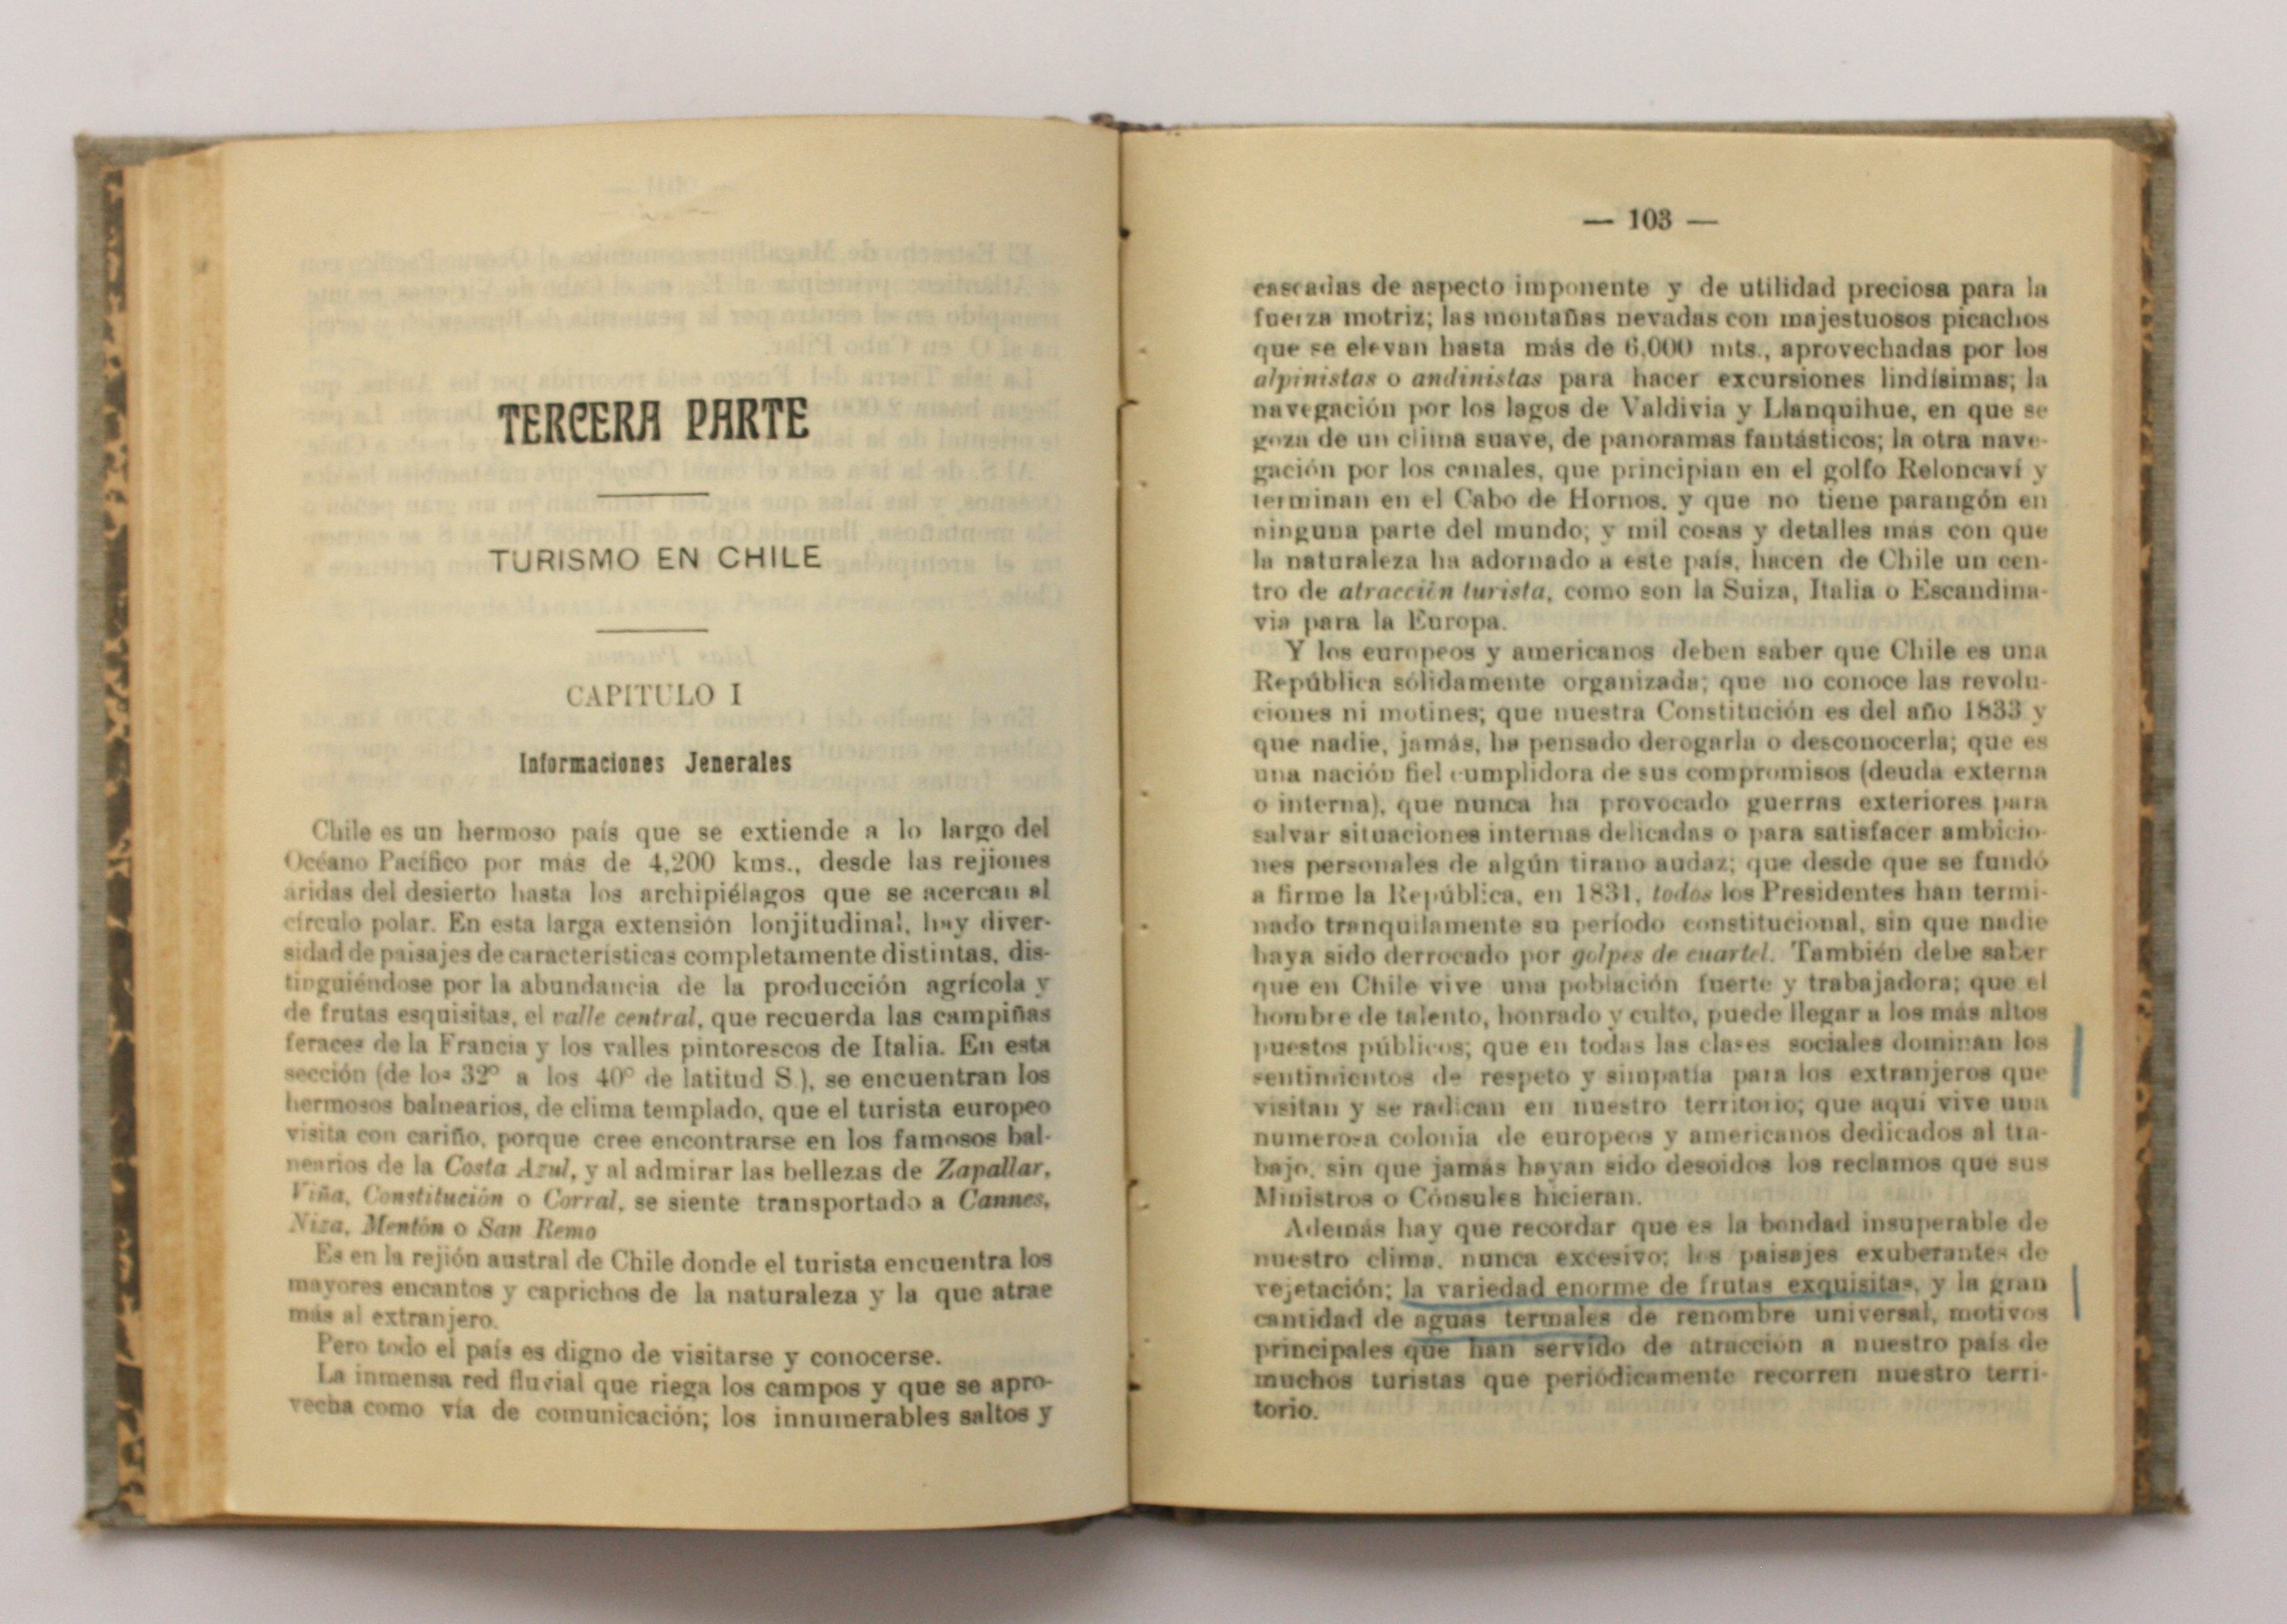 TERCERA PARTE
TURISMO EN CHILE
CAPITULO I
Informaciones Jenerales
Chile es un hermoso país que se extiende a lo largo del
Océano Pacífico por más de 4,200 kms., desde las rejiones
áridas del desierto hasta los archipiélagos que se acercan al
círculo polar. En esta larga extensión lonjitudinal, hay diver-
sidad de paisajes de características completamente distintas, dis-
tinguiéndose por la abundancia de la producción agrícola y
de frutas esquisitas, el valle central, que recuerda las campiñas
feraces de la Francia y los valles pintorescos de Italia. En esta
sección (de los 32º a los 40º de latitud S.), se encuentran los
hermosos balnearios, de clima templado, que el turista europeo
visita con cariño, porque cree encontrarse en los famosos bal-
nearios de la Costa Azul, y al admirar las bellezas de Zapallar,
Viña, Constitución o Corral, se siente transportado a Cannes,
Niza, Mentón o San Remo
Es en la rejión austral de Chile donde el turista encuentra los
mayores encantos y caprichos de la naturaleza y la que atrae
más al extranjero.
Pero todo el país es digno de visitarse y conocerse.
La inmensa red fluvial que riega los campos y que se apro-
vecha como vía de comunicación; los innumerables saltos y
— 103 —
cascadas de aspecto imponente y de utilidad preciosa para la
fuerza motriz; las montañas nevadas con majestuosos picachos
que se elevan hasta más de 6,000 mts., aprovechadas por los
alpinistas o andinistas para hacer excursiones lindísimas; la
navegación por los lagos de Valdivia y Llanquihue, en que se
goza de un clima suave, de panoramas fantásticos; la otra nave-
gación por los canales, que principian en el golfo Reloncaví y
terminan en el Cabo de Hornos, y que no tiene parangón en
ninguna parte del mundo; y mil cosas y detalles más con que
la naturaleza ha adornado a este país, hacen de Chile un cen-
tro de atracción turista, como son la Suiza, Italia o Escandina-
via para la Europa.
Y los europeos y americanos deben saber que Chile es una
República sólidamente organizada; que no conoce las revolu-
ciones ni motines; que nuestra Constitución es del año 1833 y
que nadie, jamás, ha pensado derogarla o desconocerla; que es
una nación fiel cumplidora de sus compromisos (deuda externa
o interna), que nunca ha provocado guerras exteriores para
salvar situaciones internas delicadas o para satisfacer ambicio-
nes personales de algún tirano audaz; que desde que se fundó
a firme la República, en 1831, todos los Presidentes han termi-
nado tranquilamente su período constitucional, sin que nadie
haya sido derrocado por golpes de cuartel. También debe saber
que en Chile vive una población fuerte y trabajadora; que el
hombre de talento, honrado y culto, puede llegar a los más altos
puestos públicos; que en todas las clases sociales dominan los
sentimientos de respeto y simpatía para los extranjeros que
visitan y se radican en nuestro territorio; que aquí vive una
numerosa colonia de europeos y americanos dedicados al tra-
bajo, sin que jamás hayan sido desoidos los reclamos que sus
Ministros o Cónsules hicieran.
Además hay que recordar que es la bondad insuperable de
nuestro clima, nunca excesivo; los paisajes exuberantes de
vejetación; la variedad enorme de frutas exquisitas, y la gran
cantidad de aguas termales de renombre universal, motivos
principales que han servido de atracción a nuestro país de
muchos turistas que periódicamente recorren nuestro terri-
torio.